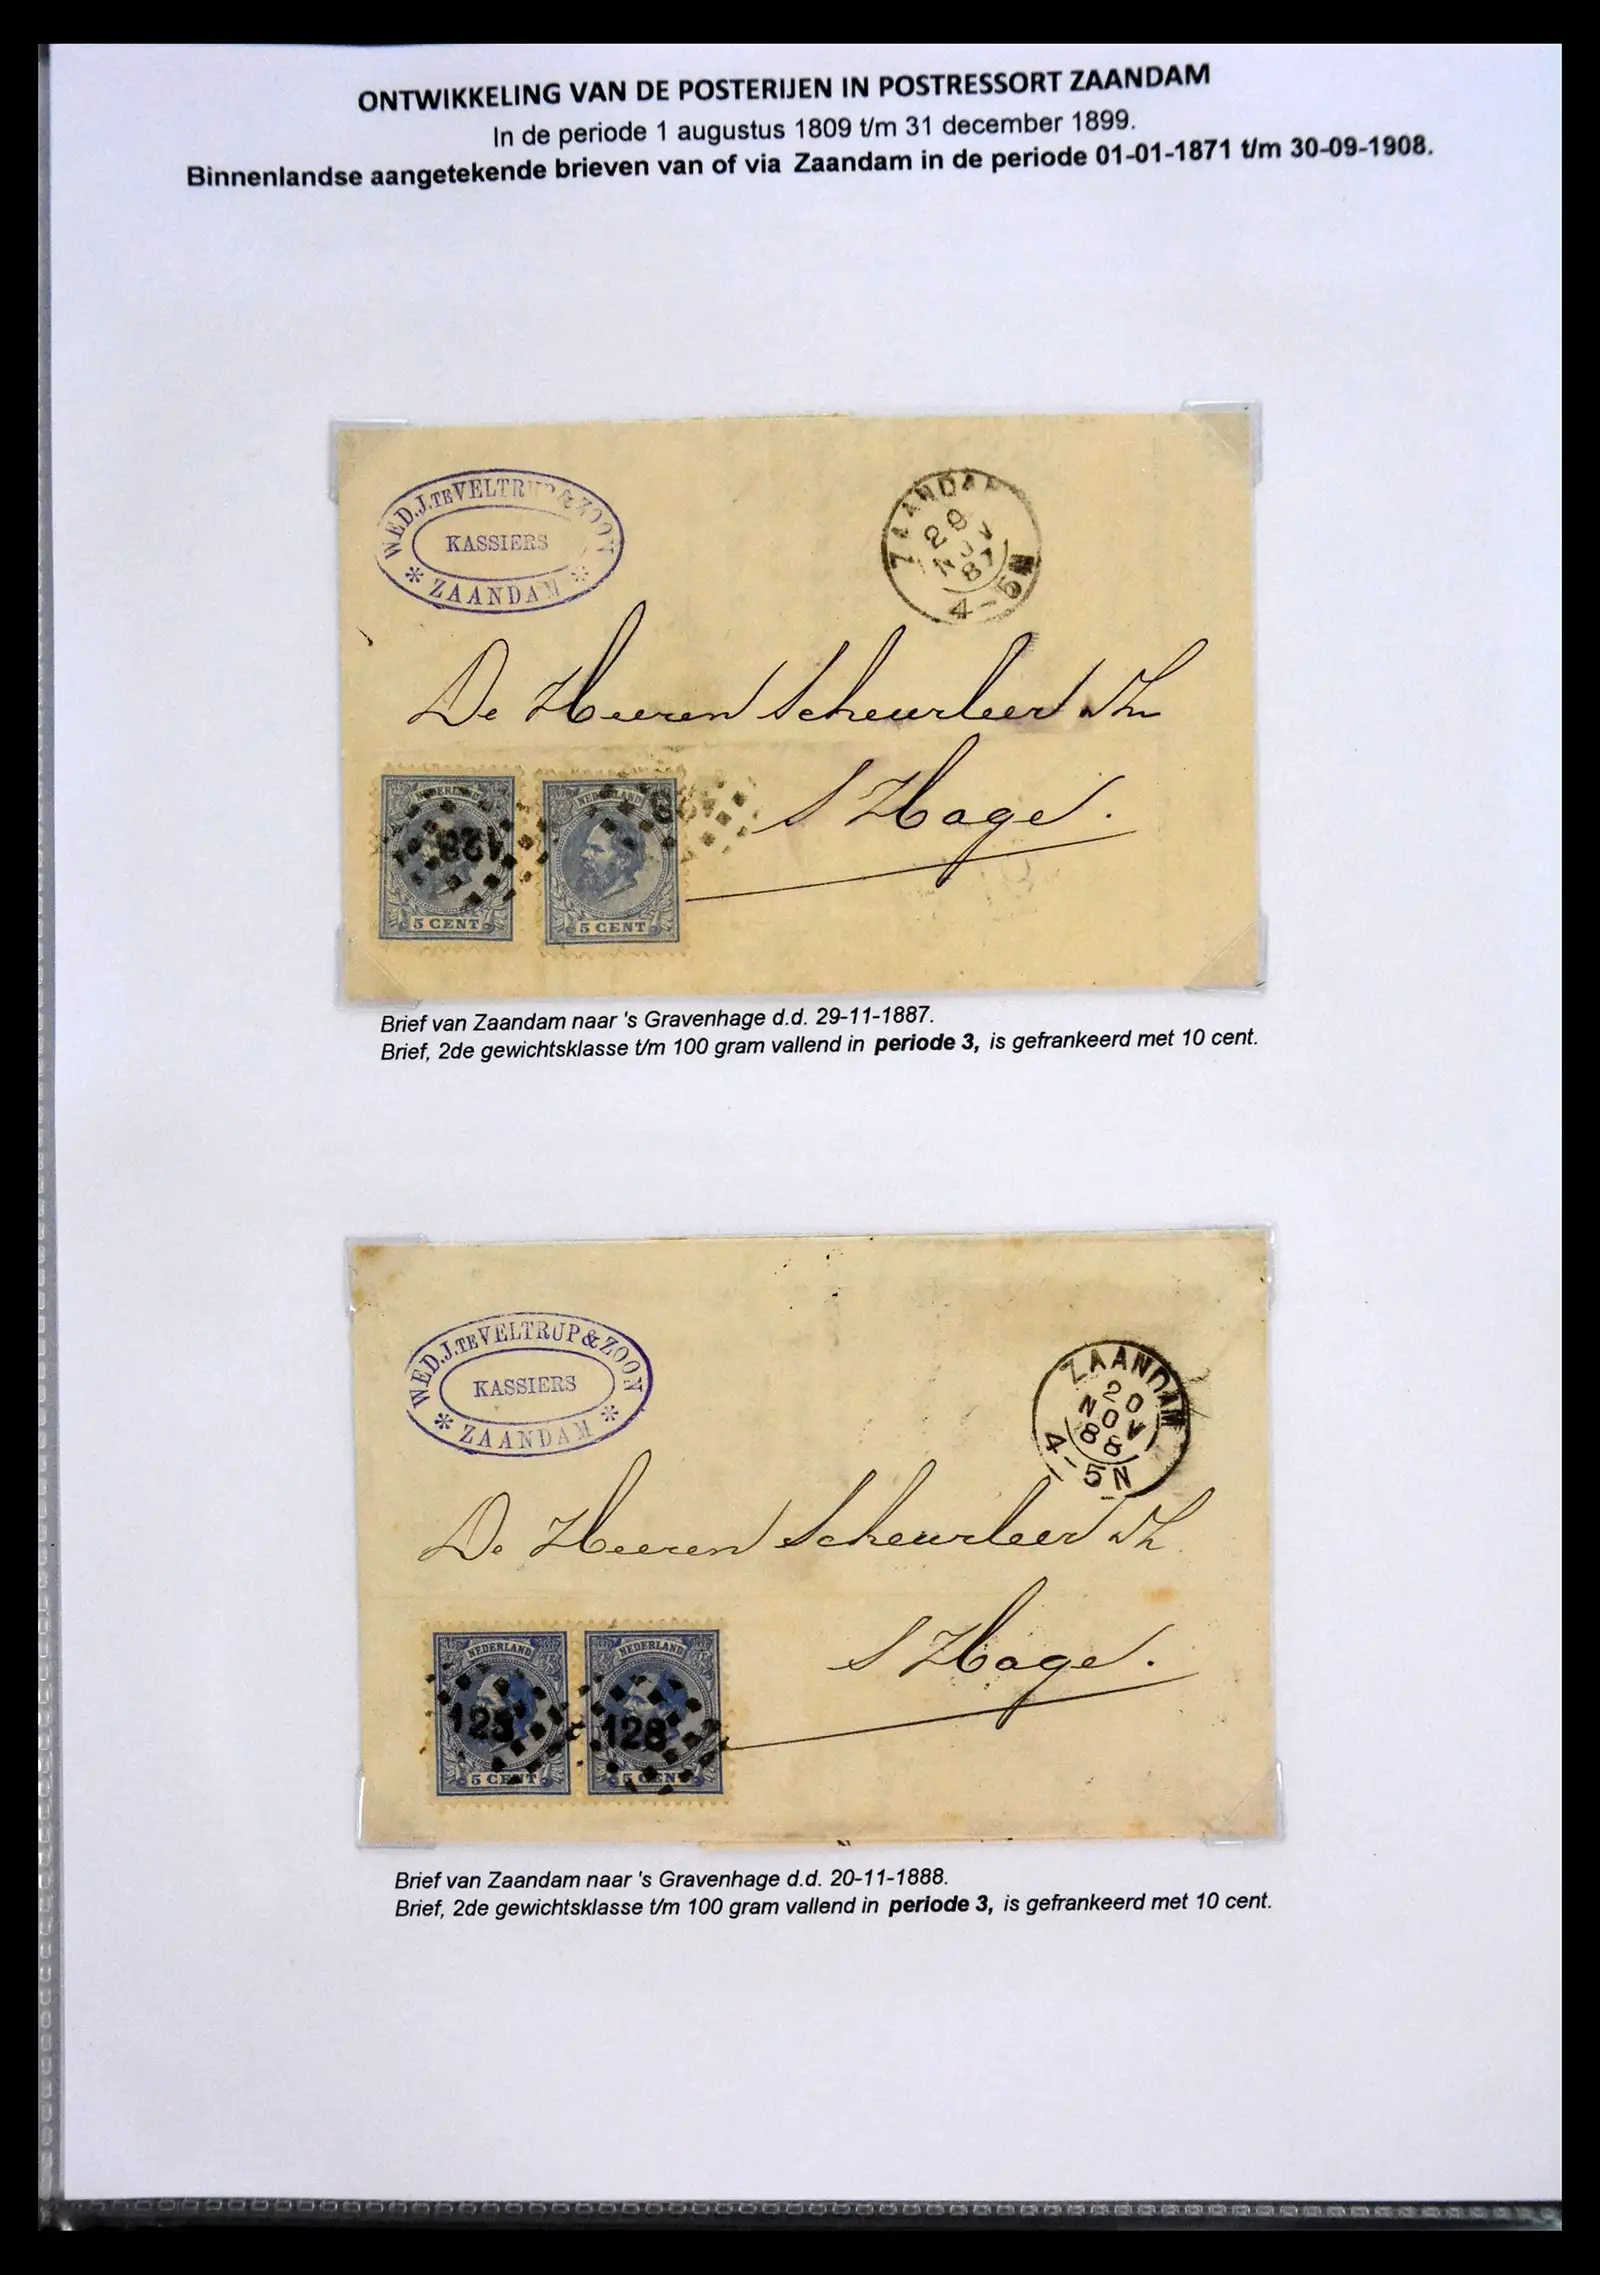 ONTWIKKELING VAN DE POSTERIJEN IN POSTRESSORT ZAANDAM
In de periode 1 augustus 1809 t/m 31 december 1899.
Binnenlandse aangetekende brieven van of via Zaandam in de periode 01-01-1871 t/m 30-09-1908.
WED. J. TE VELTRUP & ZOON
KASSIERS
* ZAANDAM *
ZAANDAM
29
NOV
87
4-5N
De Heeren Scheurleer
S Hage.
NEDERLAND
128
5 CENT
NEDERLAND
5 CENT
Brief van Zaandam naar 's Gravenhage d.d. 29-11-1887.
Brief, 2de gewichtsklasse t/m 100 gram vallend in periode 3, is gefrankeerd met 10 cent.
WED. J. TE VELTRUP & ZOON
KASSIERS
* ZAANDAM *
ZAANDAM
20
NOV
88
4-5N
De Heeren Scheurleer
S Hage.
NEDERLAND
128
5 CENT
NEDERLAND
128
5 CENT
Brief van Zaandam naar 's Gravenhage d.d. 20-11-1888.
Brief, 2de gewichtsklasse t/m 100 gram vallend in periode 3, is gefrankeerd met 10 cent.